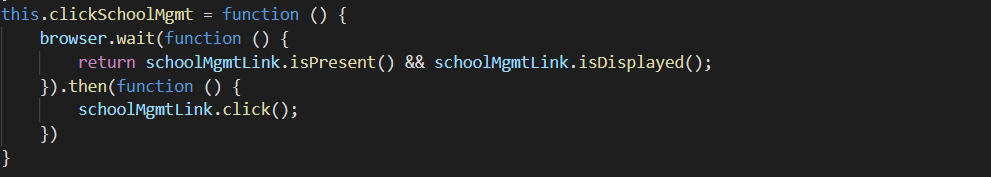 this.clickSchoolMgmt = function () {
    browser.wait(function () {
        return schoolMgmtLink.isPresent() && schoolMgmtLink.isDisplayed();
    }).then(function () {
        schoolMgmtLink.click();
    })
}